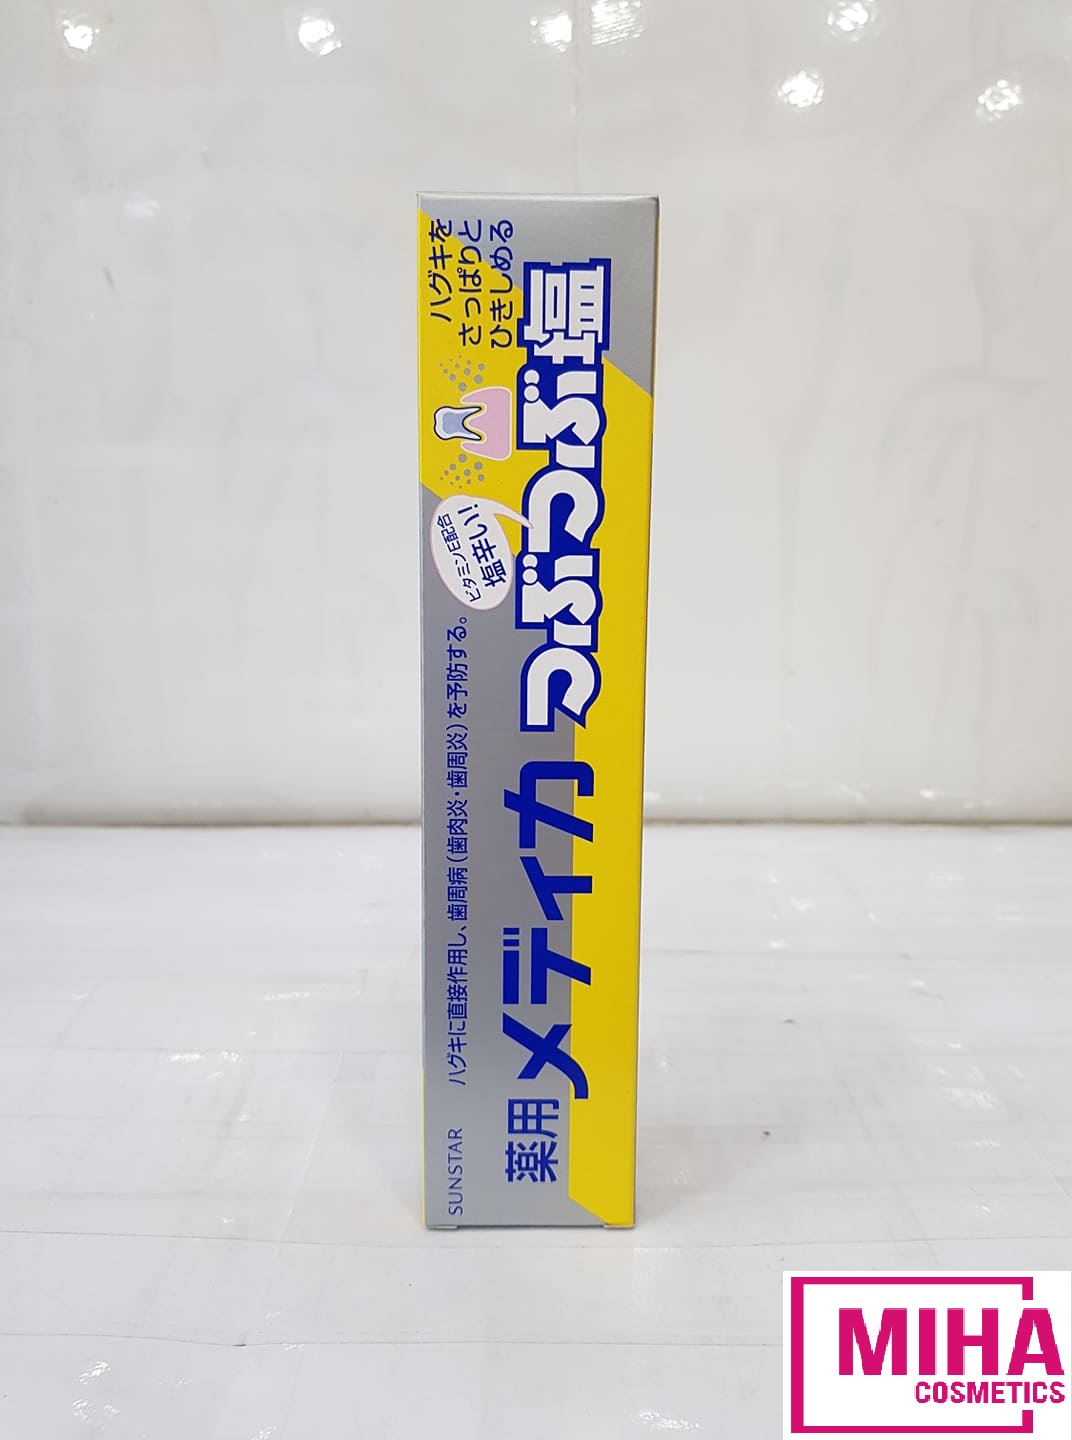 SUNSTAR
ハグキに直接作用し、歯周病(歯肉炎・歯周炎)を予防する。
ビタミンE配合
塩辛い!
ハグキを
さっぱりと
ひきしめる
薬用
メディカ
つぶつぶ塩
MIHA
COSMETICS